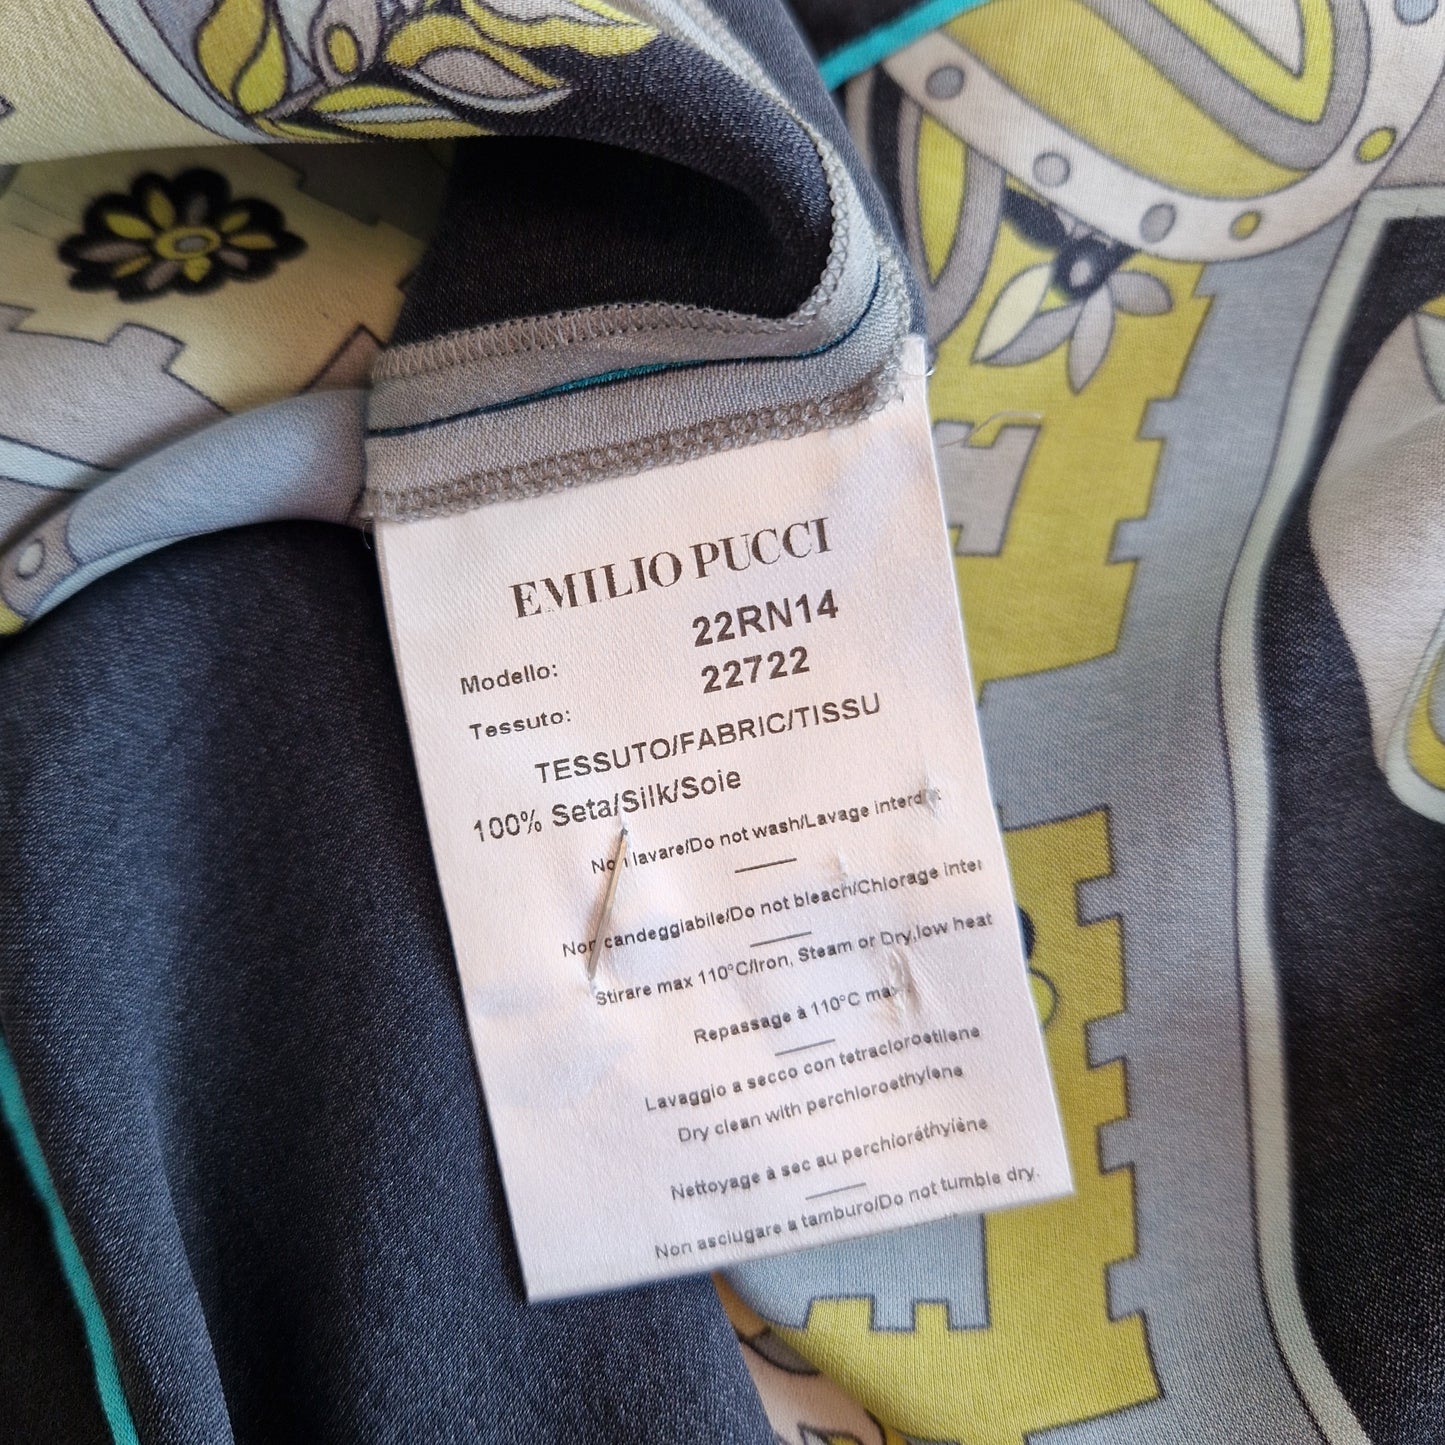 EMILIO PUCCI
Modello: 22RN14
Tessuto: 22722
TESSUTO/FABRIC/TISSU
100% Seta/Silk/Soie
Non lavare/Do not wash/Lavage interdit
Non candeggiabile/Do not bleach/Chlorage inter
Stirare max 110°C/Iron, Steam or Dry,low heat
Repassage à 110°C max
Lavaggio a secco con tetracloroetilene
Dry clean with perchloroethylene
Nettoyage à sec au perchloréthylène
Non asciugare a tamburo/Do not tumble dry.